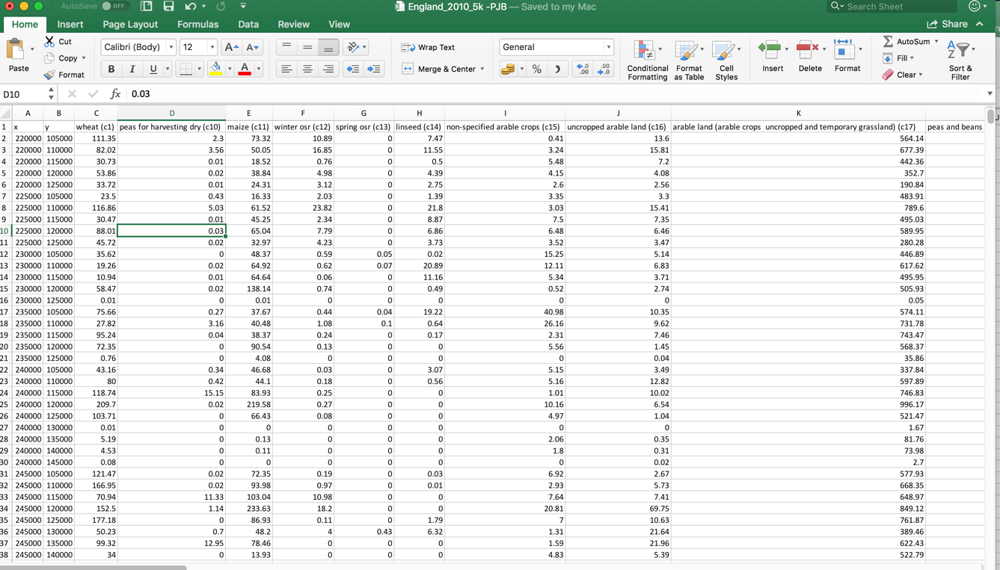 AutoSave OFF England_2010_5k -PJB — Saved to my Mac Search Sheet
Home Insert Page Layout Formulas Data Review View Share
Cut Calibri (Body) 12 A A Wrap Text General AutoSum
Copy Fill
Paste Format B I U A Merge & Center % Conditional Formatting Format as Table Cell Styles Insert Delete Format Clear Sort & Filter
D10 fx 0.03
A B C D E F G H I J K
1 x y wheat (c1) peas for harvesting dry (c10) maize (c11) winter osr (c12) spring osr (c13) linseed (c14) non-specified arable crops (c15) uncropped arable land (c16) arable land (arable crops uncropped and temporary grassland) (c17) peas and beans
2 220000 105000 111.35 2.3 73.32 10.89 0 7.47 0.41 13.6 564.14
3 220000 110000 82.02 3.56 50.05 16.85 0 11.55 3.24 15.81 677.39
4 220000 115000 30.73 0.01 18.52 0.76 0 0.5 5.48 7.2 442.36
5 220000 120000 53.86 0.02 38.84 4.98 0 4.39 4.15 4.08 352.7
6 220000 125000 33.72 0.01 24.31 3.12 0 2.75 2.6 2.56 190.84
7 225000 105000 23.5 0.43 16.33 2.03 0 1.39 3.35 3.3 483.91
8 225000 110000 116.86 5.03 61.52 23.82 0 21.8 3.03 15.41 789.6
9 225000 115000 30.47 0.01 45.25 2.34 0 8.87 7.5 7.35 495.03
10 225000 120000 88.01 0.03 65.04 7.79 0 6.86 6.48 6.46 589.95
11 225000 125000 45.72 0.02 32.97 4.23 0 3.73 3.52 3.47 280.28
12 230000 105000 35.62 0 48.37 0.59 0.05 0.02 15.25 5.14 446.89
13 230000 110000 19.26 0.02 64.92 0.62 0.07 20.89 12.11 6.83 617.62
14 230000 115000 10.94 0.01 64.64 0.06 0 11.16 5.34 3.71 495.95
15 230000 120000 58.47 0.02 138.14 0.74 0 0.49 0.52 2.74 505.93
16 230000 125000 0.01 0 0.01 0 0 0 0 0 0.05
17 235000 105000 75.66 0.27 37.67 0.44 0.04 19.22 40.98 10.35 574.11
18 235000 110000 27.82 3.16 40.48 1.08 0.1 0.64 26.16 9.62 731.78
19 235000 115000 95.24 0.04 38.37 0.24 0 0.17 2.31 7.46 743.47
20 235000 120000 72.35 0 90.54 0.13 0 0 5.56 1.45 568.37
21 235000 125000 0.76 0 4.08 0 0 0 0 0.04 35.86
22 240000 105000 43.16 0.34 46.68 0.03 0 3.07 5.15 3.49 337.84
23 240000 110000 80 0.42 44.1 0.18 0 0.56 5.16 12.82 597.89
24 240000 115000 118.74 15.15 83.93 0.25 0 0 1.01 10.02 746.83
25 240000 120000 209.7 0.02 219.58 0.27 0 0 10.16 6.54 996.17
26 240000 125000 103.71 0 66.43 0.08 0 0 4.97 1.04 521.47
27 240000 130000 0.01 0 0 0 0 0 0 0 1.67
28 240000 135000 5.19 0 0.13 0 0 0 2.06 0.35 81.76
29 240000 140000 4.53 0 0.11 0 0 0 1.8 0.31 73.98
30 240000 145000 0.08 0 0 0 0 0 0 0.02 2.7
31 245000 105000 121.47 0.02 72.35 0.19 0 0.03 6.92 2.67 577.93
32 245000 110000 166.95 0.02 93.98 0.97 0 0.01 2.93 5.73 668.35
33 245000 115000 70.94 11.33 103.04 10.98 0 0 7.64 7.41 648.97
34 245000 120000 152.5 1.14 233.63 18.2 0 0 20.81 69.75 849.12
35 245000 125000 177.18 0 86.93 0.11 0 1.79 7 10.63 761.87
36 245000 130000 50.23 0.7 48.2 4 0.43 6.32 1.31 21.64 389.46
37 245000 135000 99.32 12.95 78.46 0 0 0 1.59 21.96 622.43
38 245000 140000 34 0 13.93 0 0 0 4.83 5.39 522.79